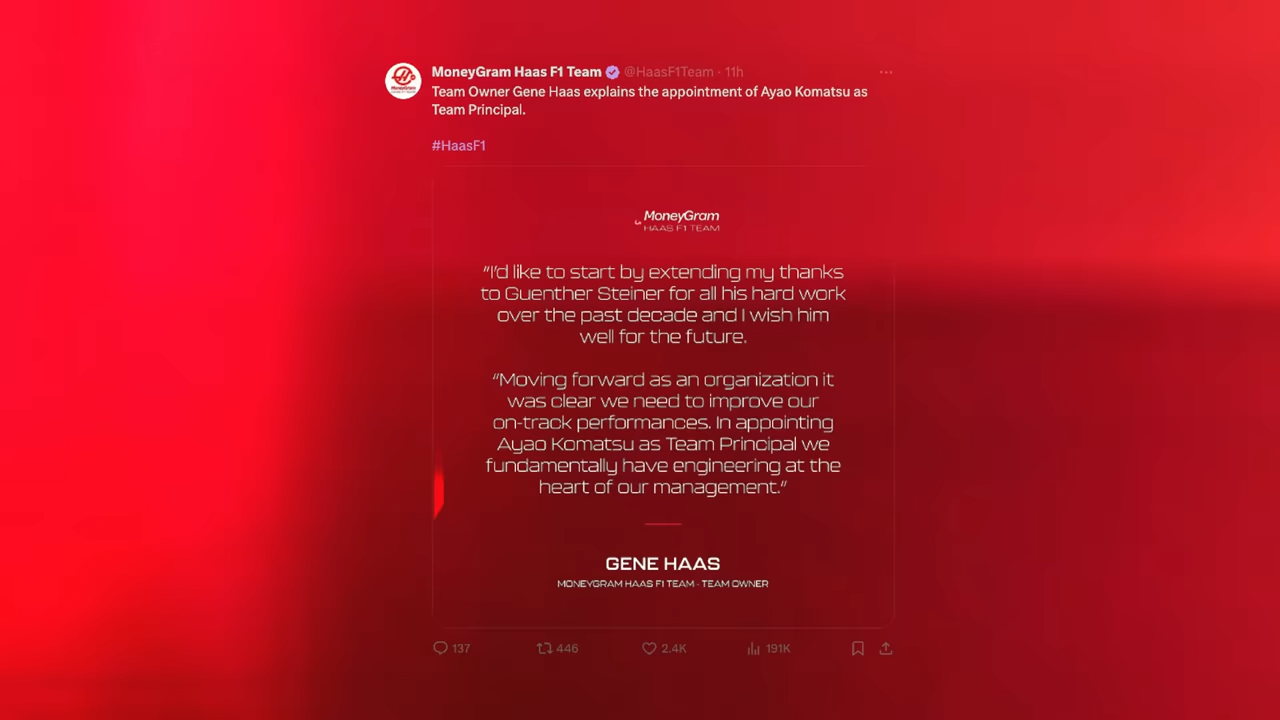 MoneyGram Haas F1 Team @HaasF1Team · 11h
Team Owner Gene Haas explains the appointment of Ayao Komatsu as
Team Principal.
#HaasF1
MoneyGram
HAAS F1 TEAM
“I’d like to start by extending my thanks
to Guenther Steiner for all his hard work
over the past decade and I wish him
well for the future.
“Moving forward as an organization it
was clear we need to improve our
on-track performances. In appointing
Ayao Komatsu as Team Principal we
fundamentally have engineering at the
heart of our management.”
GENE HAAS
MONEYGRAM HAAS F1 TEAM - TEAM OWNER
137 446 2.4K 191K